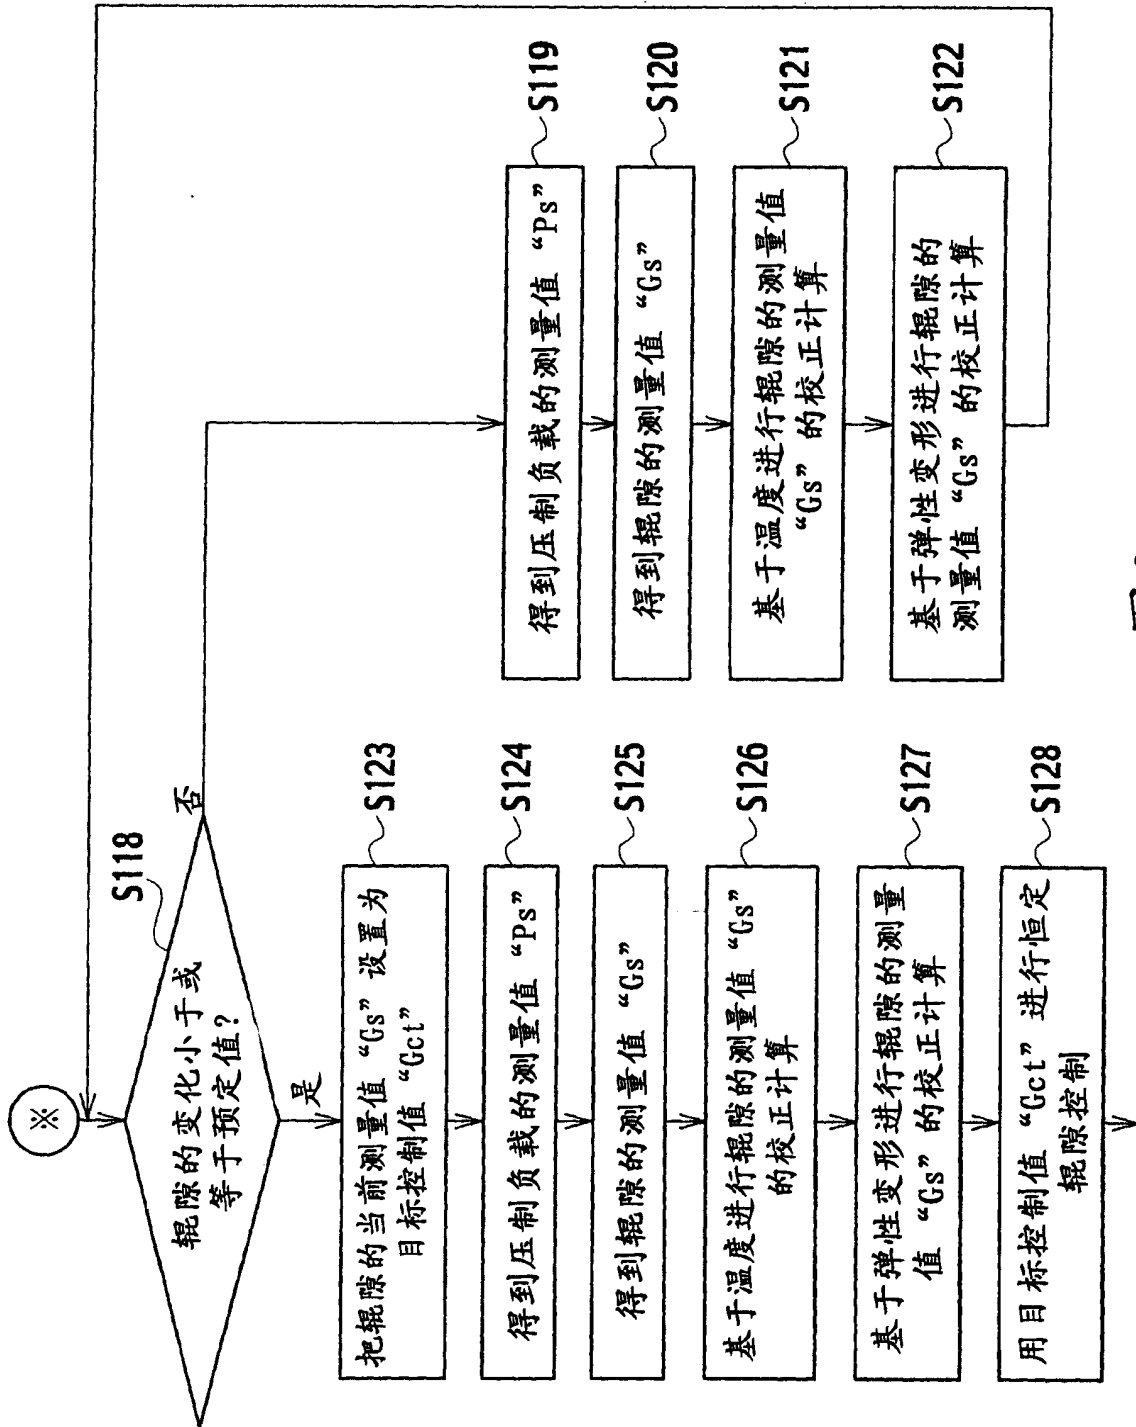 ※
S118
辊隙的变化小于或
等于预定值?
否
是
S123
把辊隙的当前测量值 “Gs” 设置为
目标控制值 “Gct”
S124
得到压制负载的测量值 “Ps”
S125
得到辊隙的测量值 “Gs”
S126
基于温度进行辊隙的测量值 “Gs”
的校正计算
S127
基于弹性变形进行辊隙的测量
值 “Gs” 的校正计算
S128
用目标控制值 “Gct” 进行恒定
辊隙控制
S119
得到压制负载的测量值 “Ps”
S120
得到辊隙的测量值 “Gs”
S121
基于温度进行辊隙的测量值
“Gs” 的校正计算
S122
基于弹性变形进行辊隙的
测量值 “Gs” 的校正计算